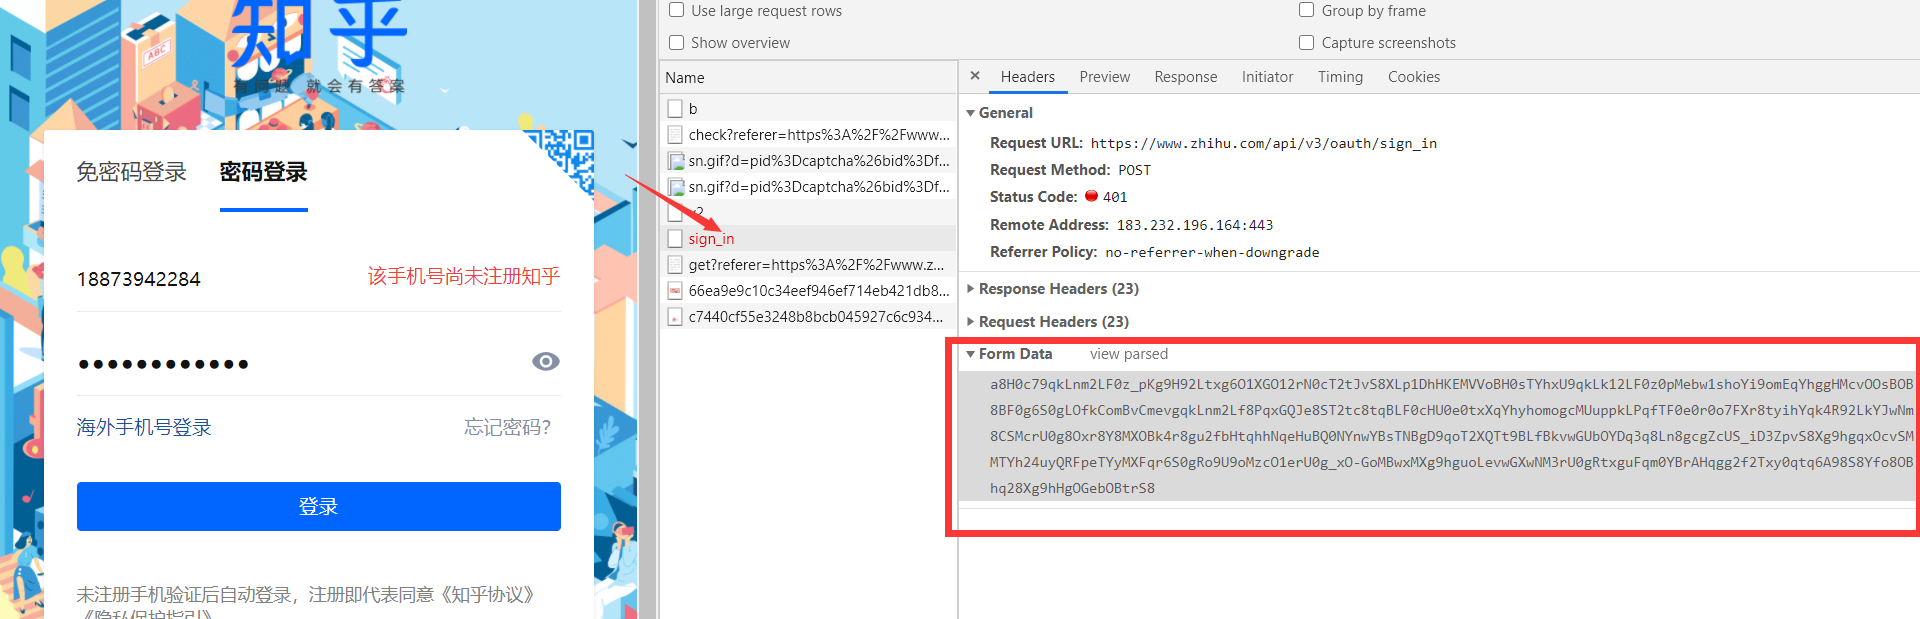 知乎
有问题 就会有答案
ABC
免密码登录 密码登录
18873942284 该手机号尚未注册知乎
海外手机号登录 忘记密码?
登录
未注册手机验证后自动登录，注册即代表同意《知乎协议》
《隐私保护指引》
Use large request rows Group by frame
Show overview Capture screenshots
Name
b
check?referer=https%3A%2F%2Fwww...
sn.gif?d=pid%3Dcaptcha%26bid%3Df...
sn.gif?d=pid%3Dcaptcha%26bid%3Df...
sign_in
get?referer=https%3A%2F%2Fwww.z...
66ea9e9c10c34eef946ef714eb421db8...
c7440cf55e3248b8bcb045927c6c934...
× Headers Preview Response Initiator Timing Cookies
General
Request URL: https://www.zhihu.com/api/v3/oauth/sign_in
Request Method: POST
Status Code: 401
Remote Address: 183.232.196.164:443
Referrer Policy: no-referrer-when-downgrade
Response Headers (23)
Request Headers (23)
Form Data view parsed
a8H0c79qkLnm2LF0z_pKg9H92Ltxg6O1XGO12rN0cT2tJvS8XLp1DhHKEMVVoBH0sTYhxU9qkLk12LF0z0pMebw1shoYi9omEqYhggHMcvOOsBOB
8BF0g6S0gLOfkComBvCmevgqkLnm2Lf8PqxGQJe8ST2tc8tqBLF0cHU0e0txXqYhyhomogcMUuppkLPqfTF0e0r0o7FXr8tyihYqk4R92LkYJwNm
8CSMcrU0g8Oxr8Y8MXOBk4r8gu2fbHtqhhNqeHuBQ0NYnwYBsTNBgD9qoT2XQTt9BLfBkvwGUbOYDq3q8Ln8gcgZcUS_iD3ZpvS8Xg9hgqxOcvSM
MTYh24uyQRFpeTYyMXFqr6S0gRo9U9oMzcO1erU0g_xO-GoMBwxMXg9hguoLevwGXwNM3rU0gRtxguFqm0YBrAHqgg2f2Txy0qtq6A98S8Yfo8OB
hq28Xg9hHgOGebOBtrS8